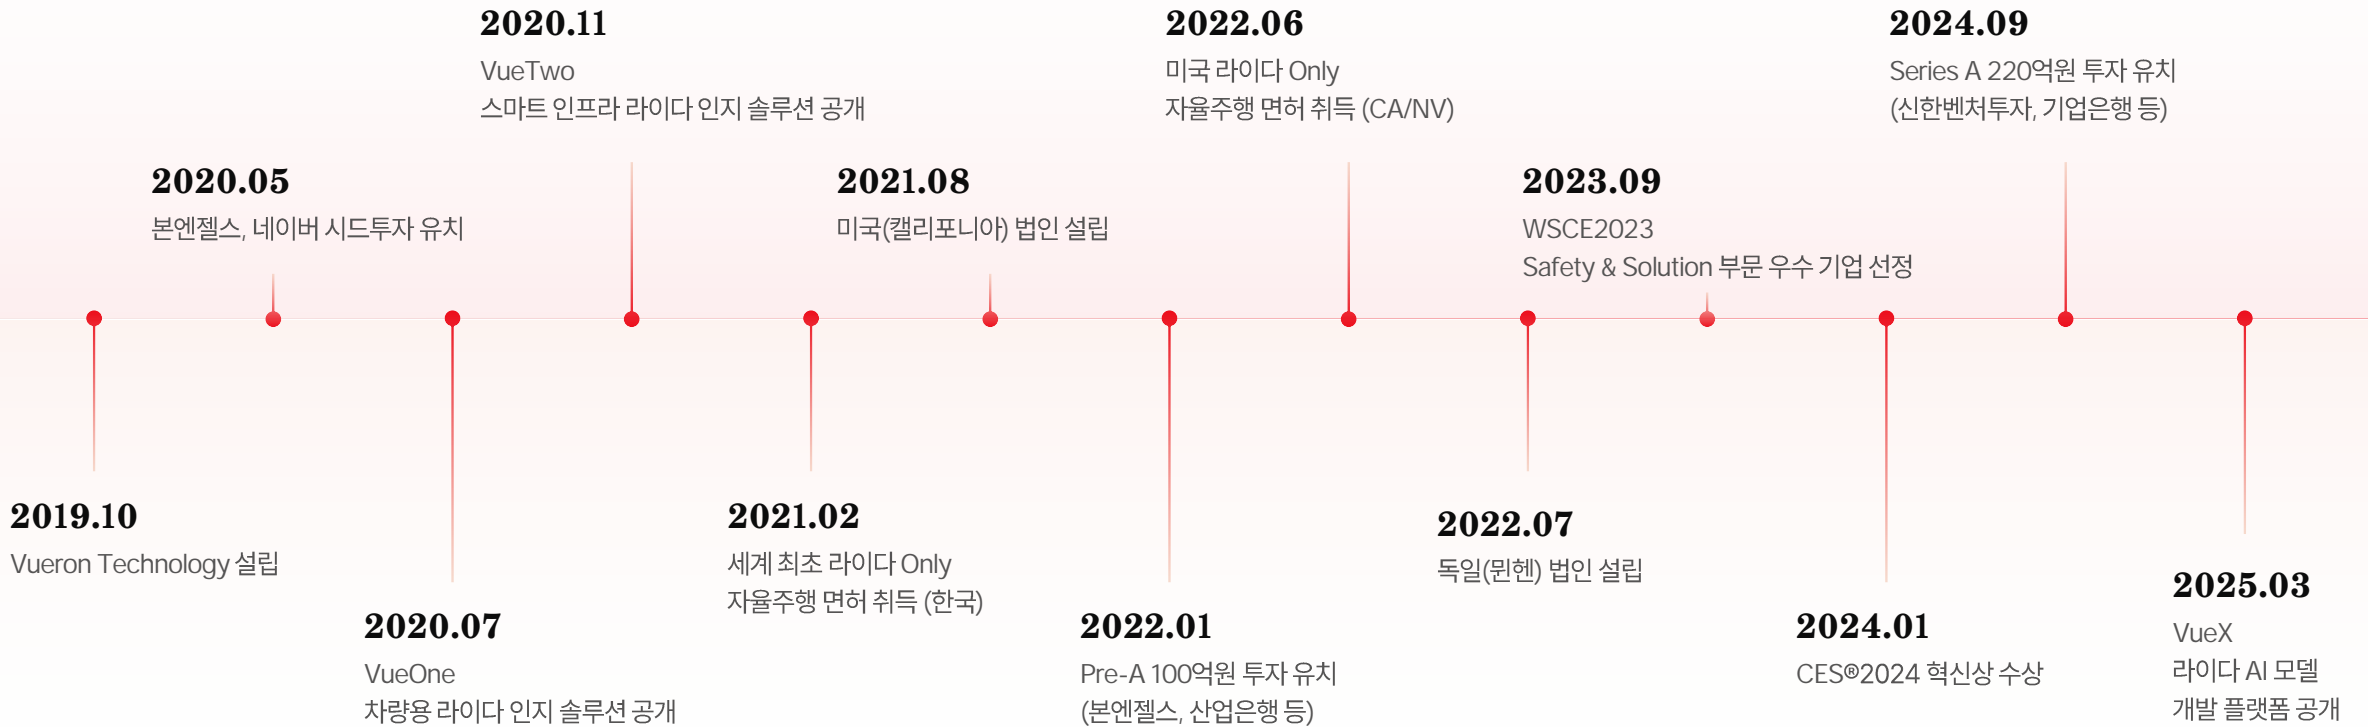 2019.10
Vueron Technology 설립
2020.05
본엔젤스, 네이버 시드투자 유치
2020.07
VueOne
차량용 라이다 인지 솔루션 공개
2020.11
VueTwo
스마트 인프라 라이다 인지 솔루션 공개
2021.02
세계 최초 라이다 Only
자율주행 면허 취득 (한국)
2021.08
미국(캘리포니아) 법인 설립
2022.01
Pre-A 100억원 투자 유치
(본엔젤스, 산업은행 등)
2022.06
미국 라이다 Only
자율주행 면허 취득 (CA/NV)
2022.07
독일(뮌헨) 법인 설립
2023.09
WSCE2023
Safety & Solution 부문 우수 기업 선정
2024.01
CES®2024 혁신상 수상
2024.09
Series A 220억원 투자 유치
(신한벤처투자, 기업은행 등)
2025.03
VueX
라이다 AI 모델
개발 플랫폼 공개